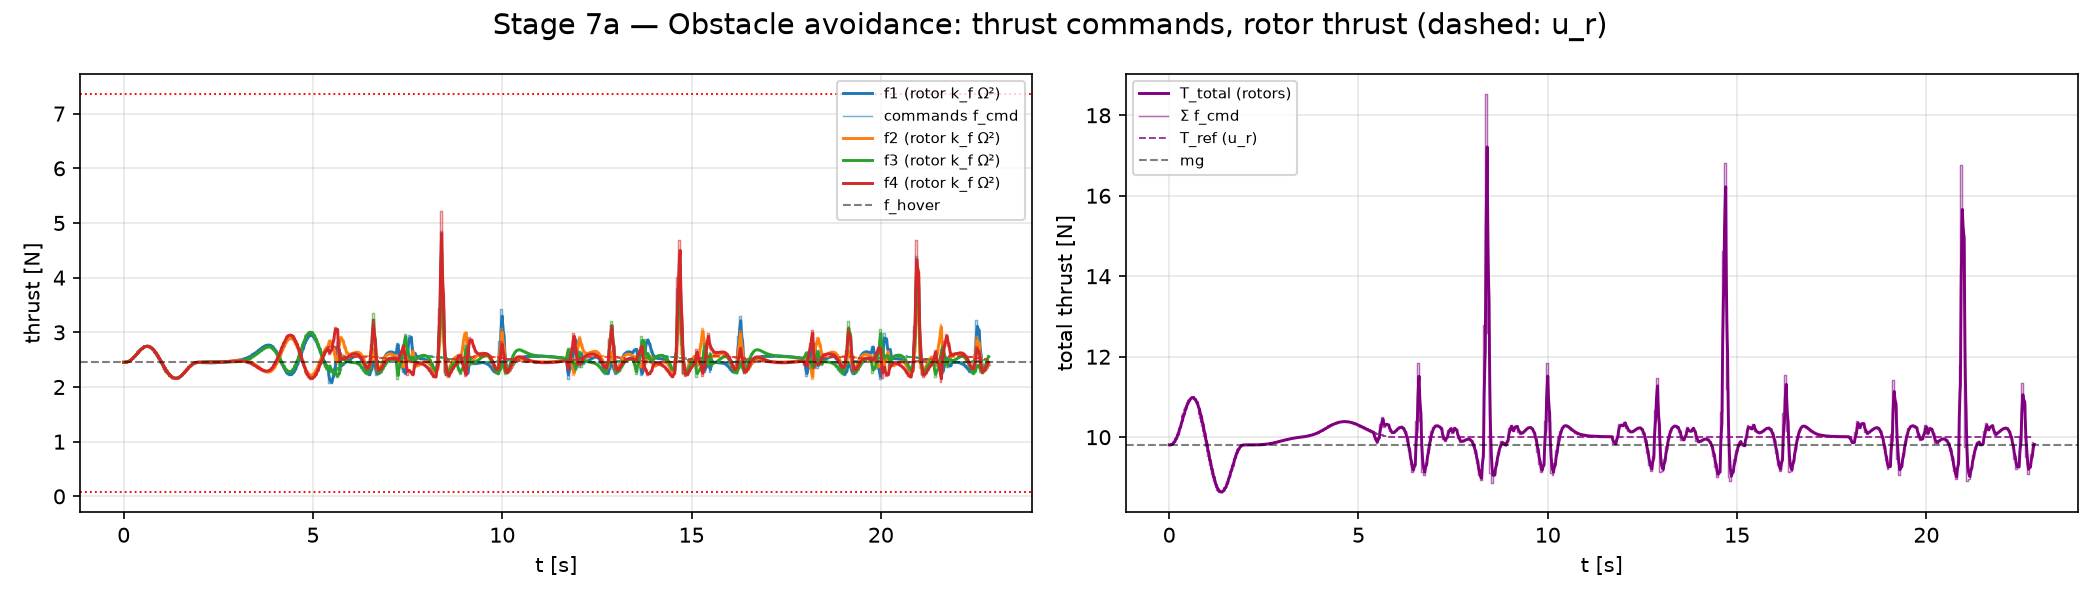 Stage 7a — Obstacle avoidance: thrust commands, rotor thrust (dashed: u_r)
thrust [N]
7
6
5
4
3
2
1
0
f1 (rotor k_f Ω²)
commands f_cmd
f2 (rotor k_f Ω²)
f3 (rotor k_f Ω²)
f4 (rotor k_f Ω²)
f_hover
0 5 10 15 20
t [s]
total thrust [N]
18
16
14
12
10
T_total (rotors)
Σ f_cmd
T_ref (u_r)
mg
0 5 10 15 20
t [s]